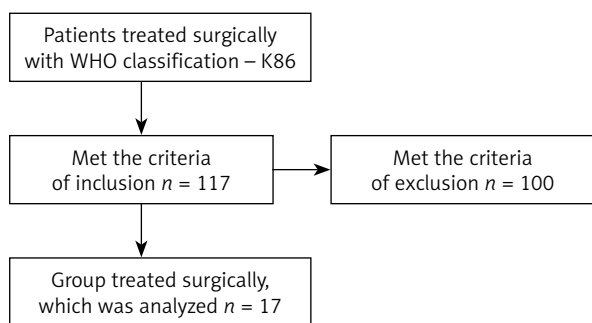 Patients treated surgically
with WHO classification – K86
Met the criteria
of inclusion n = 117
Met the criteria
of exclusion n = 100
Group treated surgically,
which was analyzed n = 17